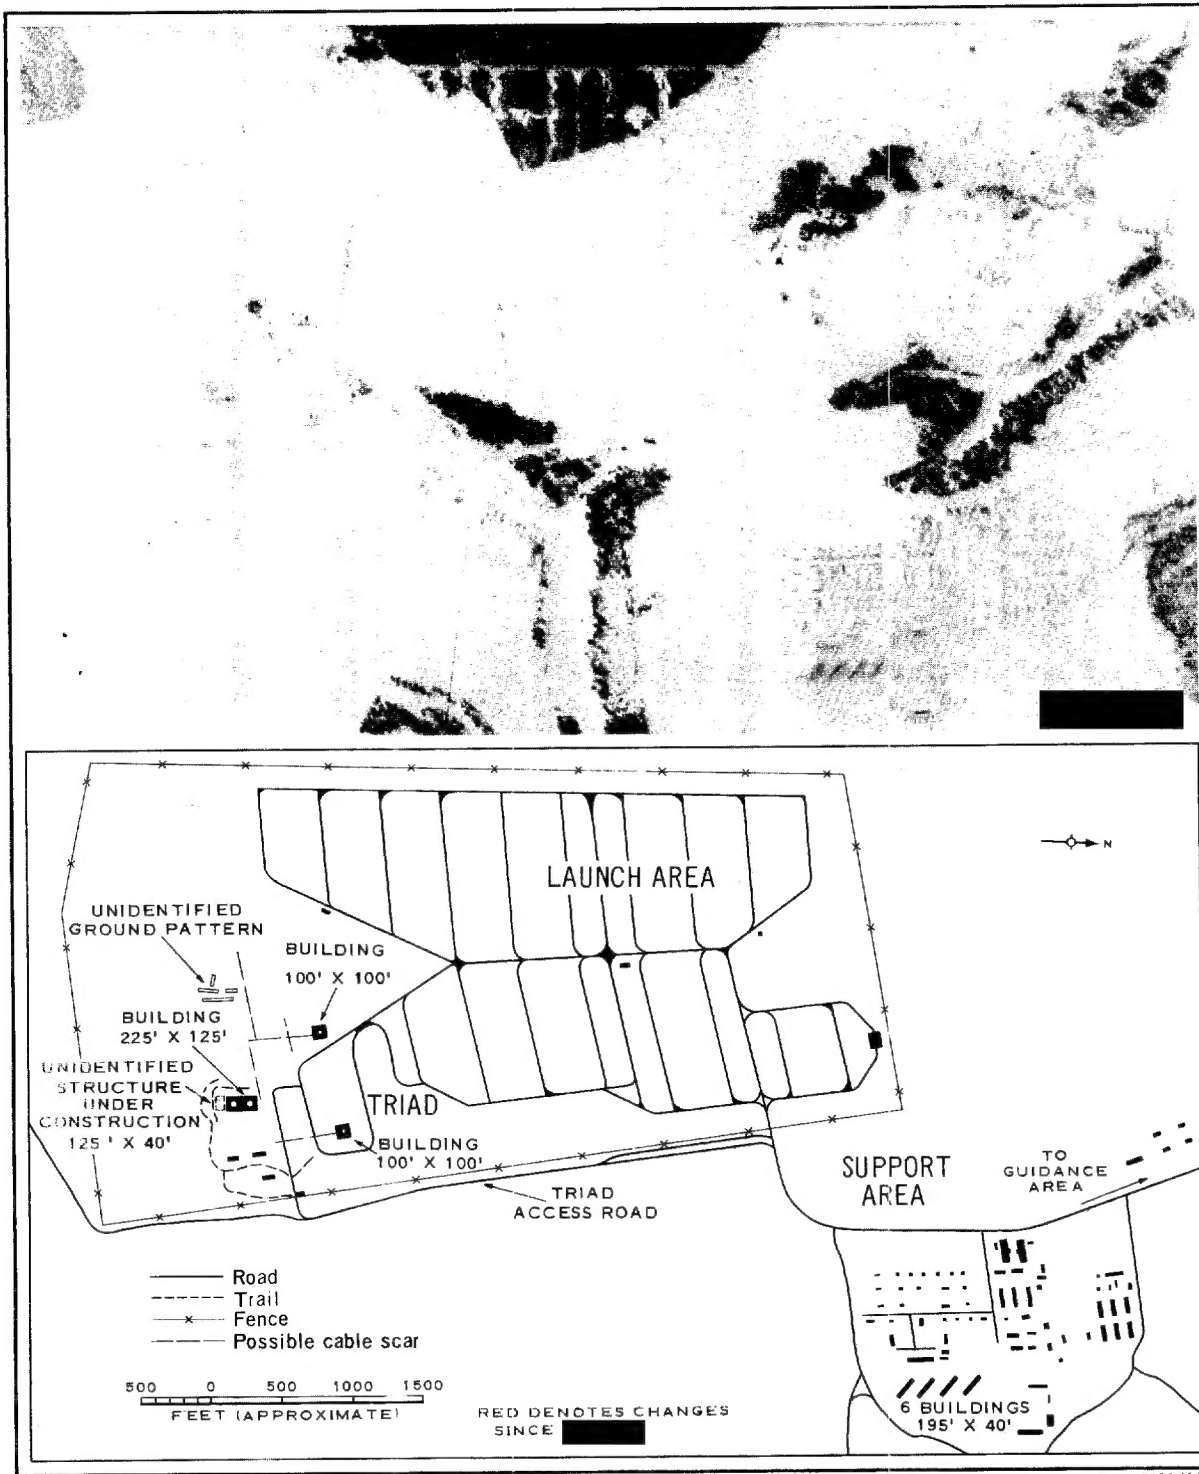 N
LAUNCH AREA
UNIDENTIFIED
GROUND PATTERN
BUILDING
100' X 100'
BUILDING
225' X 125'
UNIDENTIFIED
STRUCTURE
UNDER
CONSTRUCTION
125' X 40'
TRIAD
BUILDING
100' X 100'
TRIAD
ACCESS ROAD
SUPPORT
AREA
TO
GUIDANCE
AREA
Road
Trail
Fence
Possible cable scar
500 0 500 1000 1500
FEET (APPROXIMATE)
RED DENOTES CHANGES
SINCE
6 BUILDINGS
195' X 40'